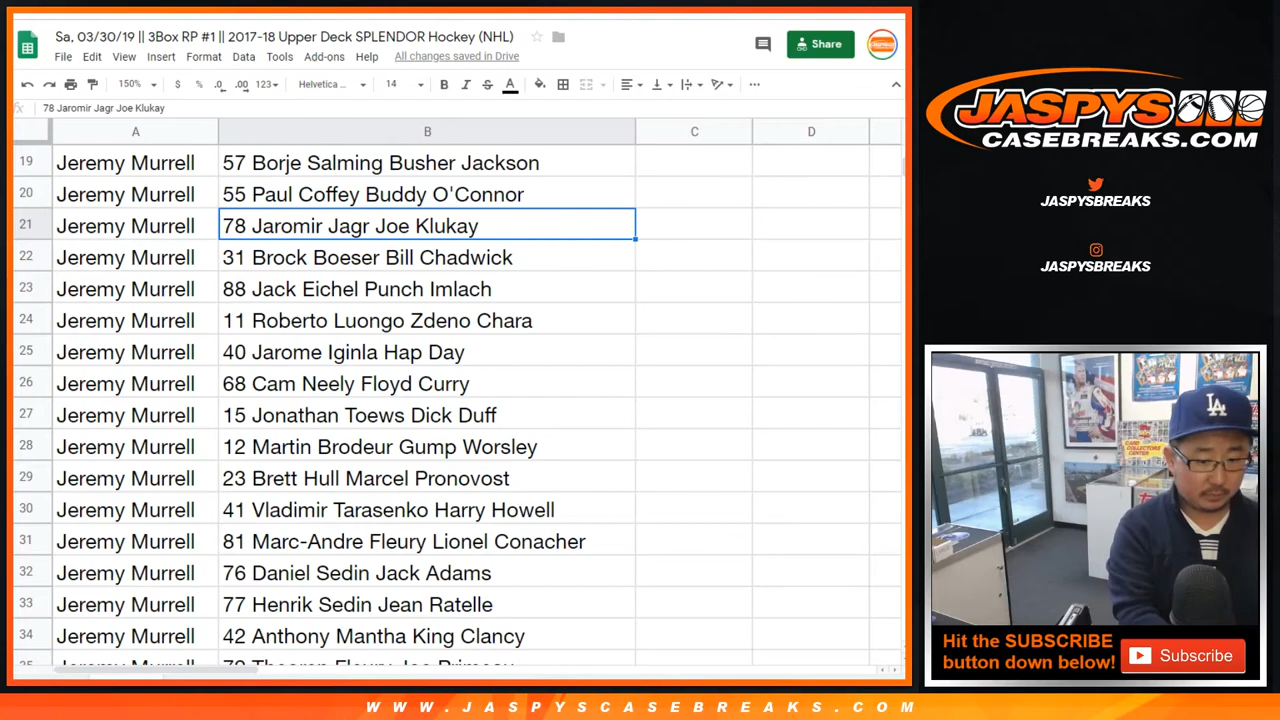 Sa, 03/30/19 || 3Box RP #1 || 2017-18 Upper Deck SPLENDOR Hockey (NHL)
File Edit View Insert Format Data Tools Add-ons Help All changes saved in Drive
Share
150% $ % .0 .00 123 Helvetica ... 14 B I S A
fx 78 Jaromir Jagr Joe Klukay
A B C D
19 Jeremy Murrell 57 Borje Salming Busher Jackson
20 Jeremy Murrell 55 Paul Coffey Buddy O'Connor
21 Jeremy Murrell 78 Jaromir Jagr Joe Klukay
22 Jeremy Murrell 31 Brock Boeser Bill Chadwick
23 Jeremy Murrell 88 Jack Eichel Punch Imlach
24 Jeremy Murrell 11 Roberto Luongo Zdeno Chara
25 Jeremy Murrell 40 Jarome Iginla Hap Day
26 Jeremy Murrell 68 Cam Neely Floyd Curry
27 Jeremy Murrell 15 Jonathan Toews Dick Duff
28 Jeremy Murrell 12 Martin Brodeur Gump Worsley
29 Jeremy Murrell 23 Brett Hull Marcel Pronovost
30 Jeremy Murrell 41 Vladimir Tarasenko Harry Howell
31 Jeremy Murrell 81 Marc-Andre Fleury Lionel Conacher
32 Jeremy Murrell 76 Daniel Sedin Jack Adams
33 Jeremy Murrell 77 Henrik Sedin Jean Ratelle
34 Jeremy Murrell 42 Anthony Mantha King Clancy
JASPYS
CASEBREAKS.COM
JASPYSBREAKS
JASPYSBREAKS
LA
CARD
COLLECTORS
CENTER
Hit the SUBSCRIBE
button down below!
Subscribe
WWW.JASPYSCASEBREAKS.COM